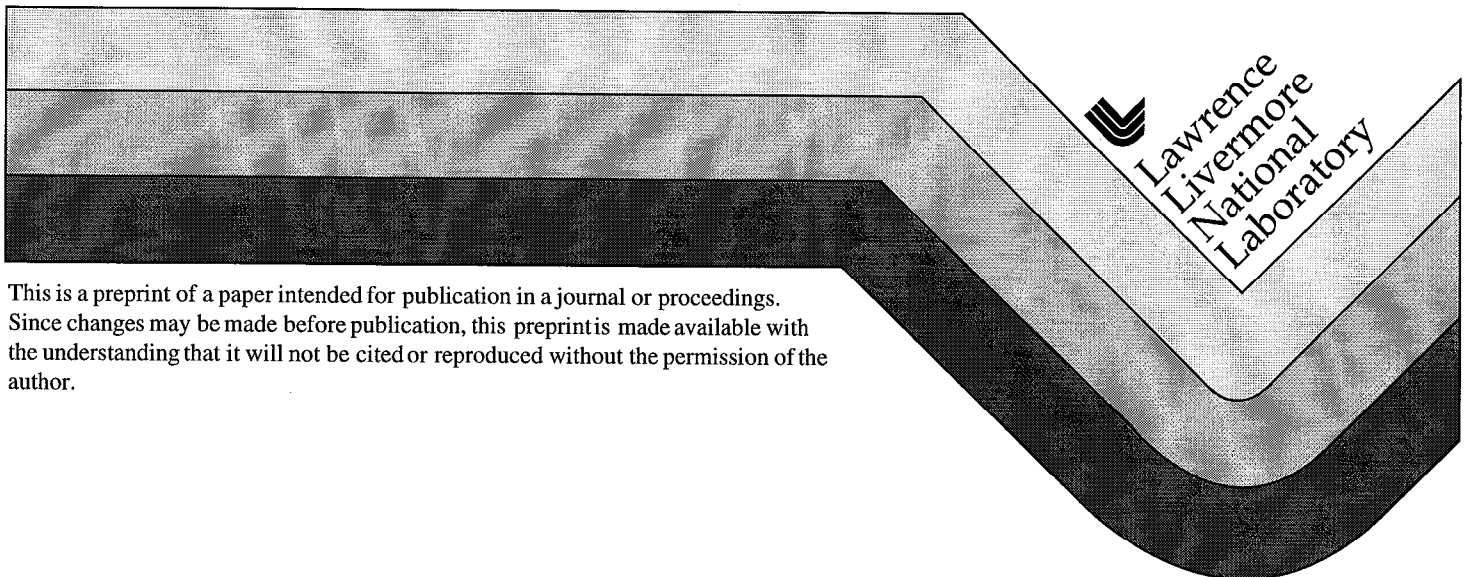 Lawrence
Livermore
National
Laboratory
This is a preprint of a paper intended for publication in a journal or proceedings.
Since changes may be made before publication, this preprint is made available with
the understanding that it will not be cited or reproduced without the permission of the
author.